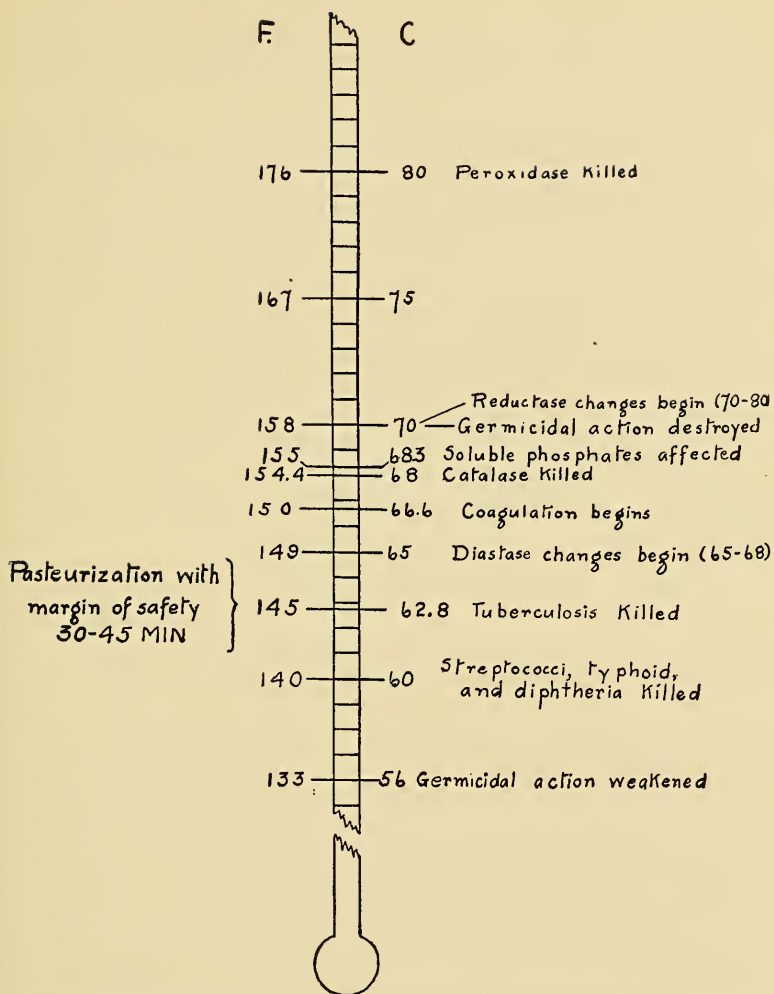 F. C
176 80 Peroxidase Killed
167 75
Reductase changes begin (70-80)
158 70 Germicidal action destroyed
155 683 Soluble phosphates affected
154.4 68 Catalase Killed
150 66.6 Coagulation begins
149 65 Diastase changes begin (65-68)
Pasteurization with
margin of safety
30-45 MIN
145 62.8 Tuberculosis Killed
140 60 Streptococci, typhoid,
and diphtheria Killed
133 56 Germicidal action weakened